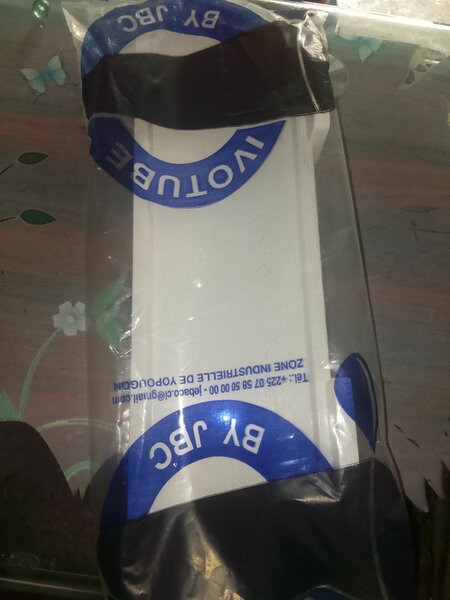 BY JBC
IVOTUBE
Tél.: +225 07 58 50 00 00 - jebaco.ci@gmail.com
ZONE INDUSTRIELLE DE YOPOUGON
BY JBC